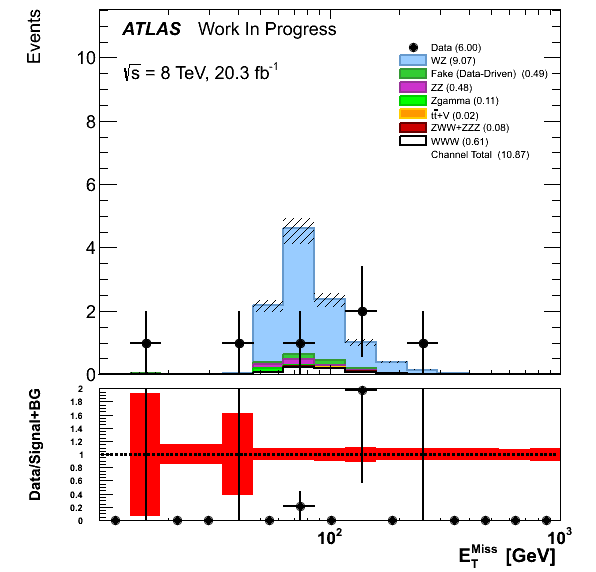 Events
ATLAS Work In Progress
√s = 8 TeV, 20.3 fb⁻¹
Data (6.00)
WZ (9.07)
Fake (Data-Driven) (0.49)
ZZ (0.48)
Zgamma (0.11)
tt̄+V (0.02)
ZWW+ZZZ (0.08)
WWW (0.61)
Channel Total (10.87)
10
8
6
4
2
0
Data/Signal+BG
2
1.8
1.6
1.4
1.2
1
0.8
0.6
0.4
0.2
0
10²
10³
E_T^Miss [GeV]